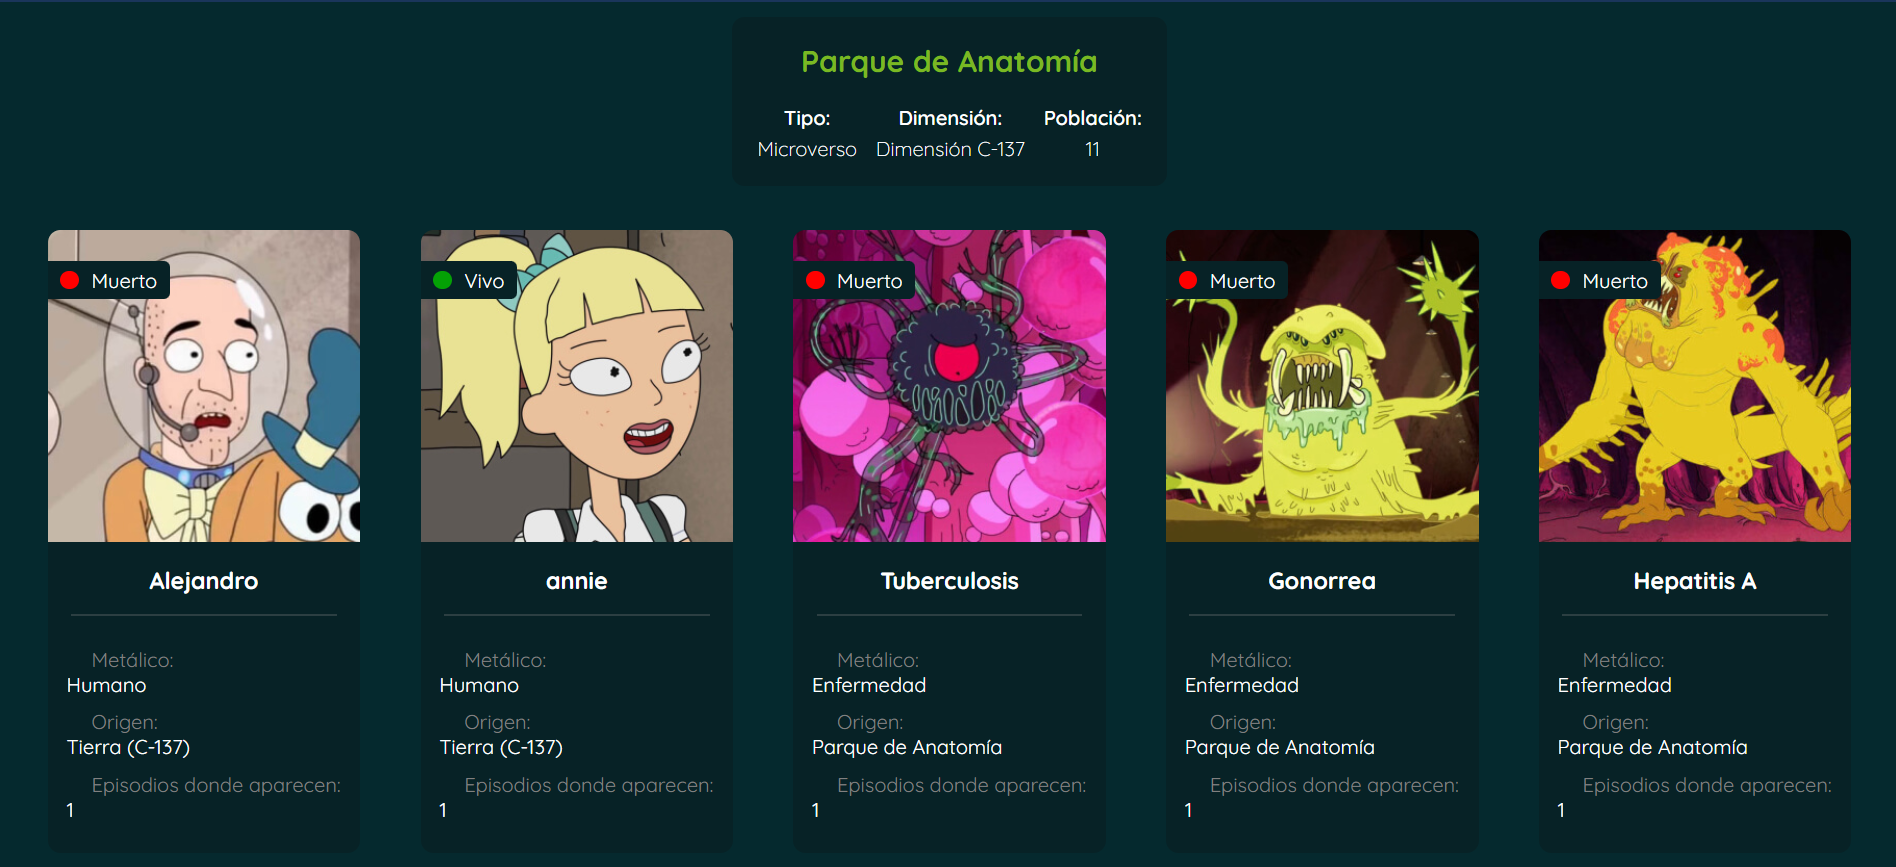 Parque de Anatomía
Tipo: Dimensión: Población:
Microverso Dimensión C-137 11
Muerto
Alejandro
Metálico:
Humano
Origen:
Tierra (C-137)
Episodios donde aparecen:
1
Vivo
annie
Metálico:
Humano
Origen:
Tierra (C-137)
Episodios donde aparecen:
1
Muerto
Tuberculosis
Metálico:
Enfermedad
Origen:
Parque de Anatomía
Episodios donde aparecen:
1
Muerto
Gonorrea
Metálico:
Enfermedad
Origen:
Parque de Anatomía
Episodios donde aparecen:
1
Muerto
Hepatitis A
Metálico:
Enfermedad
Origen:
Parque de Anatomía
Episodios donde aparecen:
1